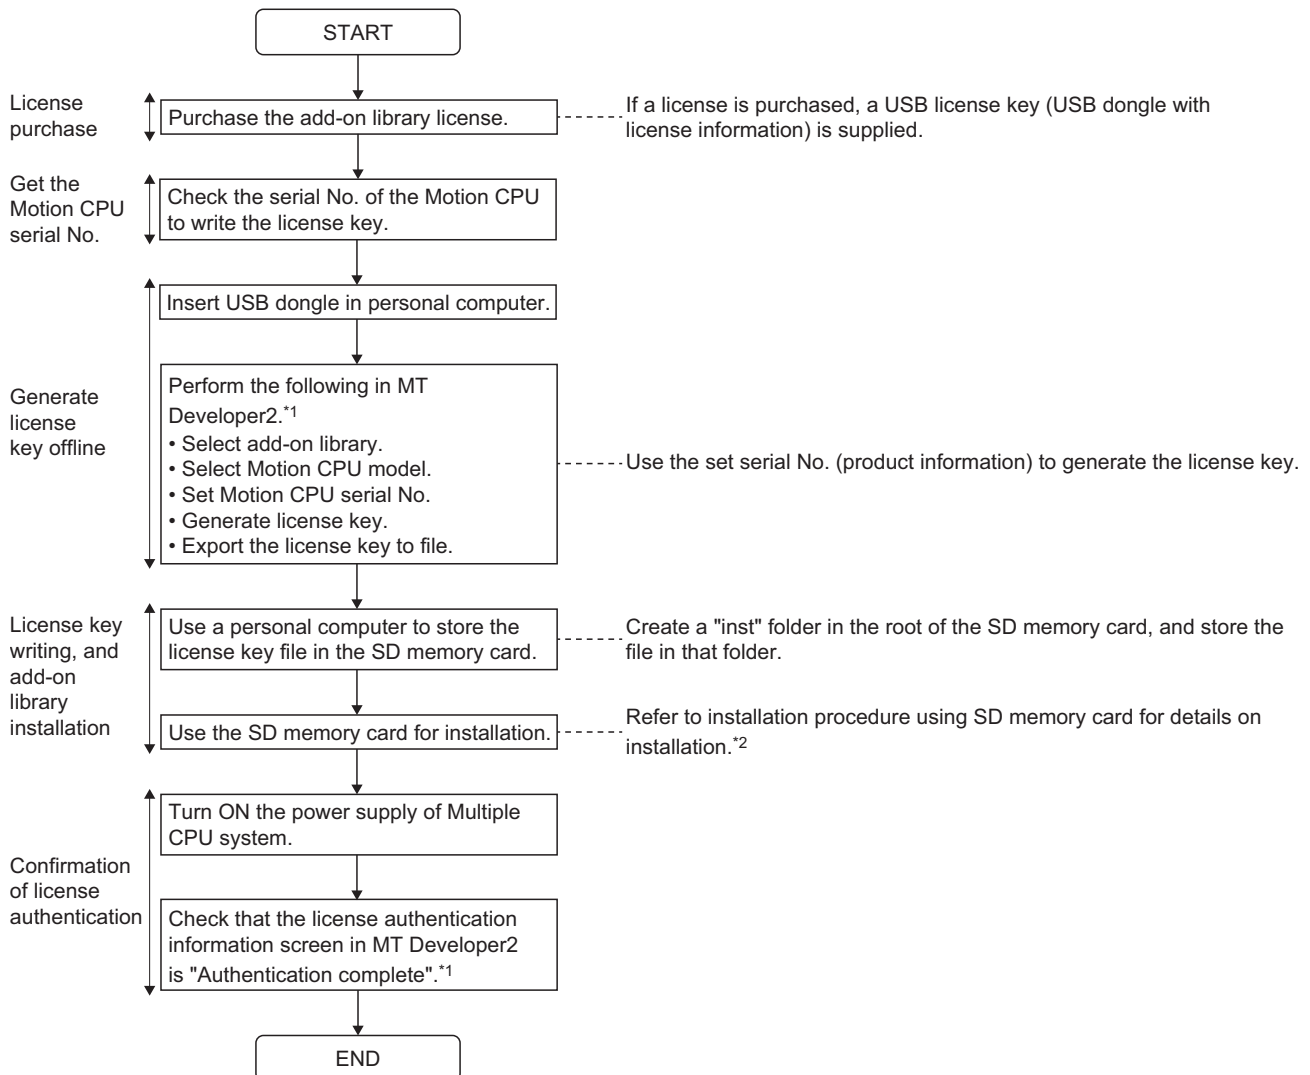 START
License
purchase
Purchase the add-on library license.
If a license is purchased, a USB license key (USB dongle with
license information) is supplied.
Get the
Motion CPU
serial No.
Check the serial No. of the Motion CPU
to write the license key.
Insert USB dongle in personal computer.
Generate
license
key offline
Perform the following in MT
Developer2.*1
• Select add-on library.
• Select Motion CPU model.
• Set Motion CPU serial No.
• Generate license key.
• Export the license key to file.
Use the set serial No. (product information) to generate the license key.
License key
writing, and
add-on
library
installation
Use a personal computer to store the
license key file in the SD memory card.
Create a "inst" folder in the root of the SD memory card, and store the
file in that folder.
Use the SD memory card for installation.
Refer to installation procedure using SD memory card for details on
installation.*2
Turn ON the power supply of Multiple
CPU system.
Confirmation
of license
authentication
Check that the license authentication
information screen in MT Developer2
is "Authentication complete".*1
END